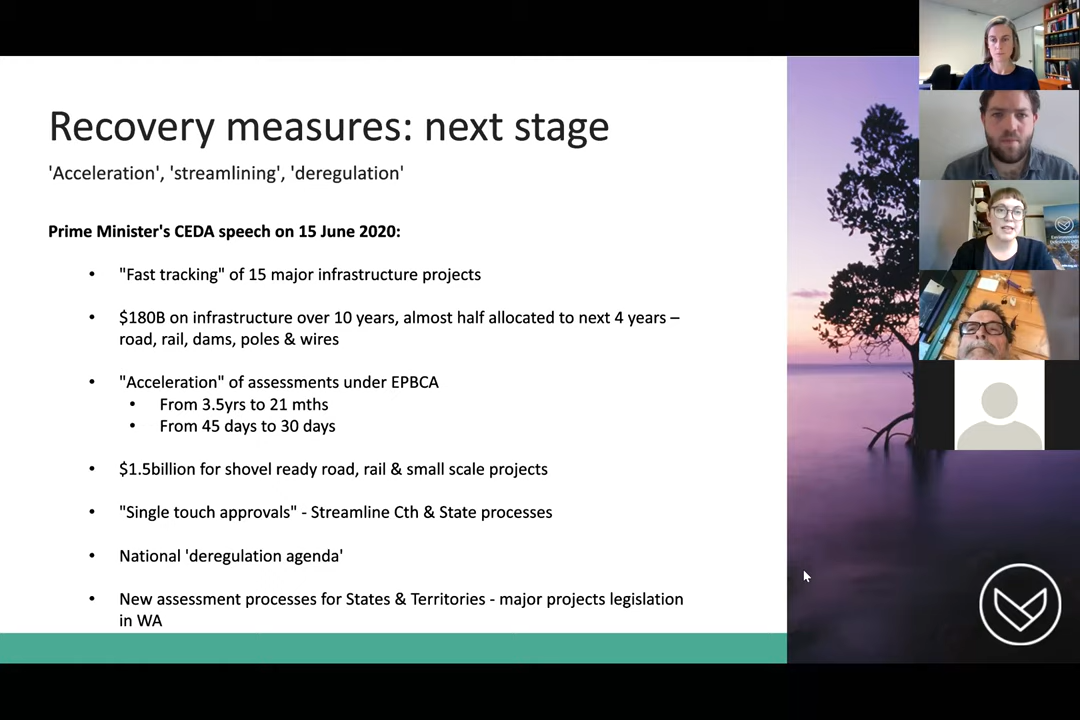 Recovery measures: next stage
'Acceleration', 'streamlining', 'deregulation'
Prime Minister's CEDA speech on 15 June 2020:
• "Fast tracking" of 15 major infrastructure projects
• $180B on infrastructure over 10 years, almost half allocated to next 4 years –
road, rail, dams, poles & wires
• "Acceleration" of assessments under EPBCA
• From 3.5yrs to 21 mths
• From 45 days to 30 days
• $1.5billion for shovel ready road, rail & small scale projects
• "Single touch approvals" - Streamline Cth & State processes
• National 'deregulation agenda'
• New assessment processes for States & Territories - major projects legislation
in WA